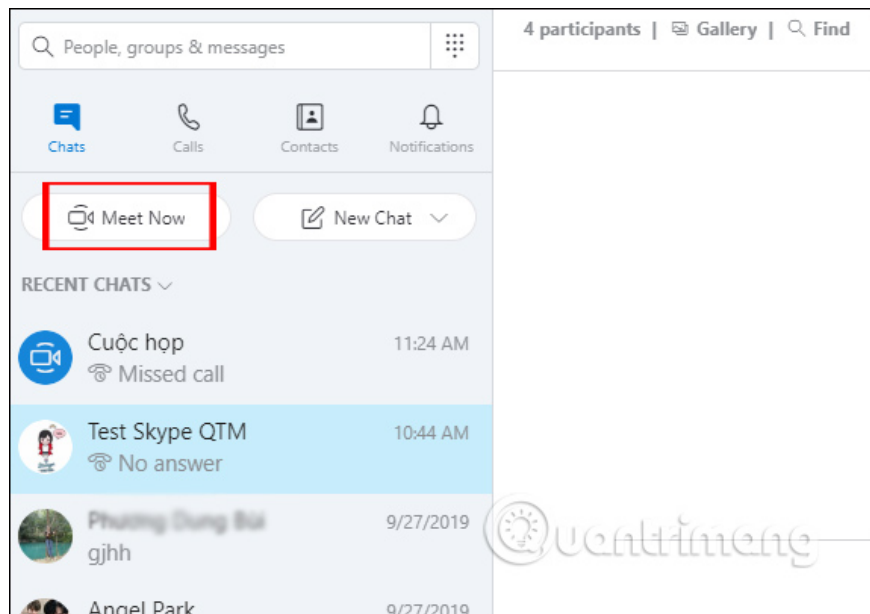 People, groups & messages
4 participants | Gallery | Find
Chats
Calls
Contacts
Notifications
Meet Now
New Chat
RECENT CHATS
Cuộc họp
11:24 AM
Missed call
Test Skype QTM
10:44 AM
No answer
9/27/2019
gjhh
Angel Park
9/27/2019
Quantrimang